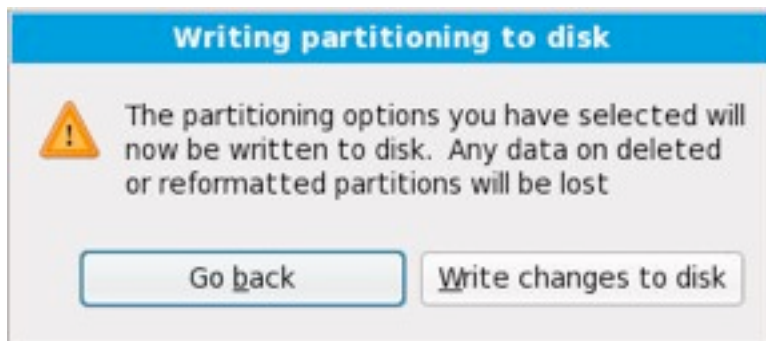 Writing partitioning to disk
The partitioning options you have selected will
now be written to disk.  Any data on deleted
or reformatted partitions will be lost
Go back
Write changes to disk